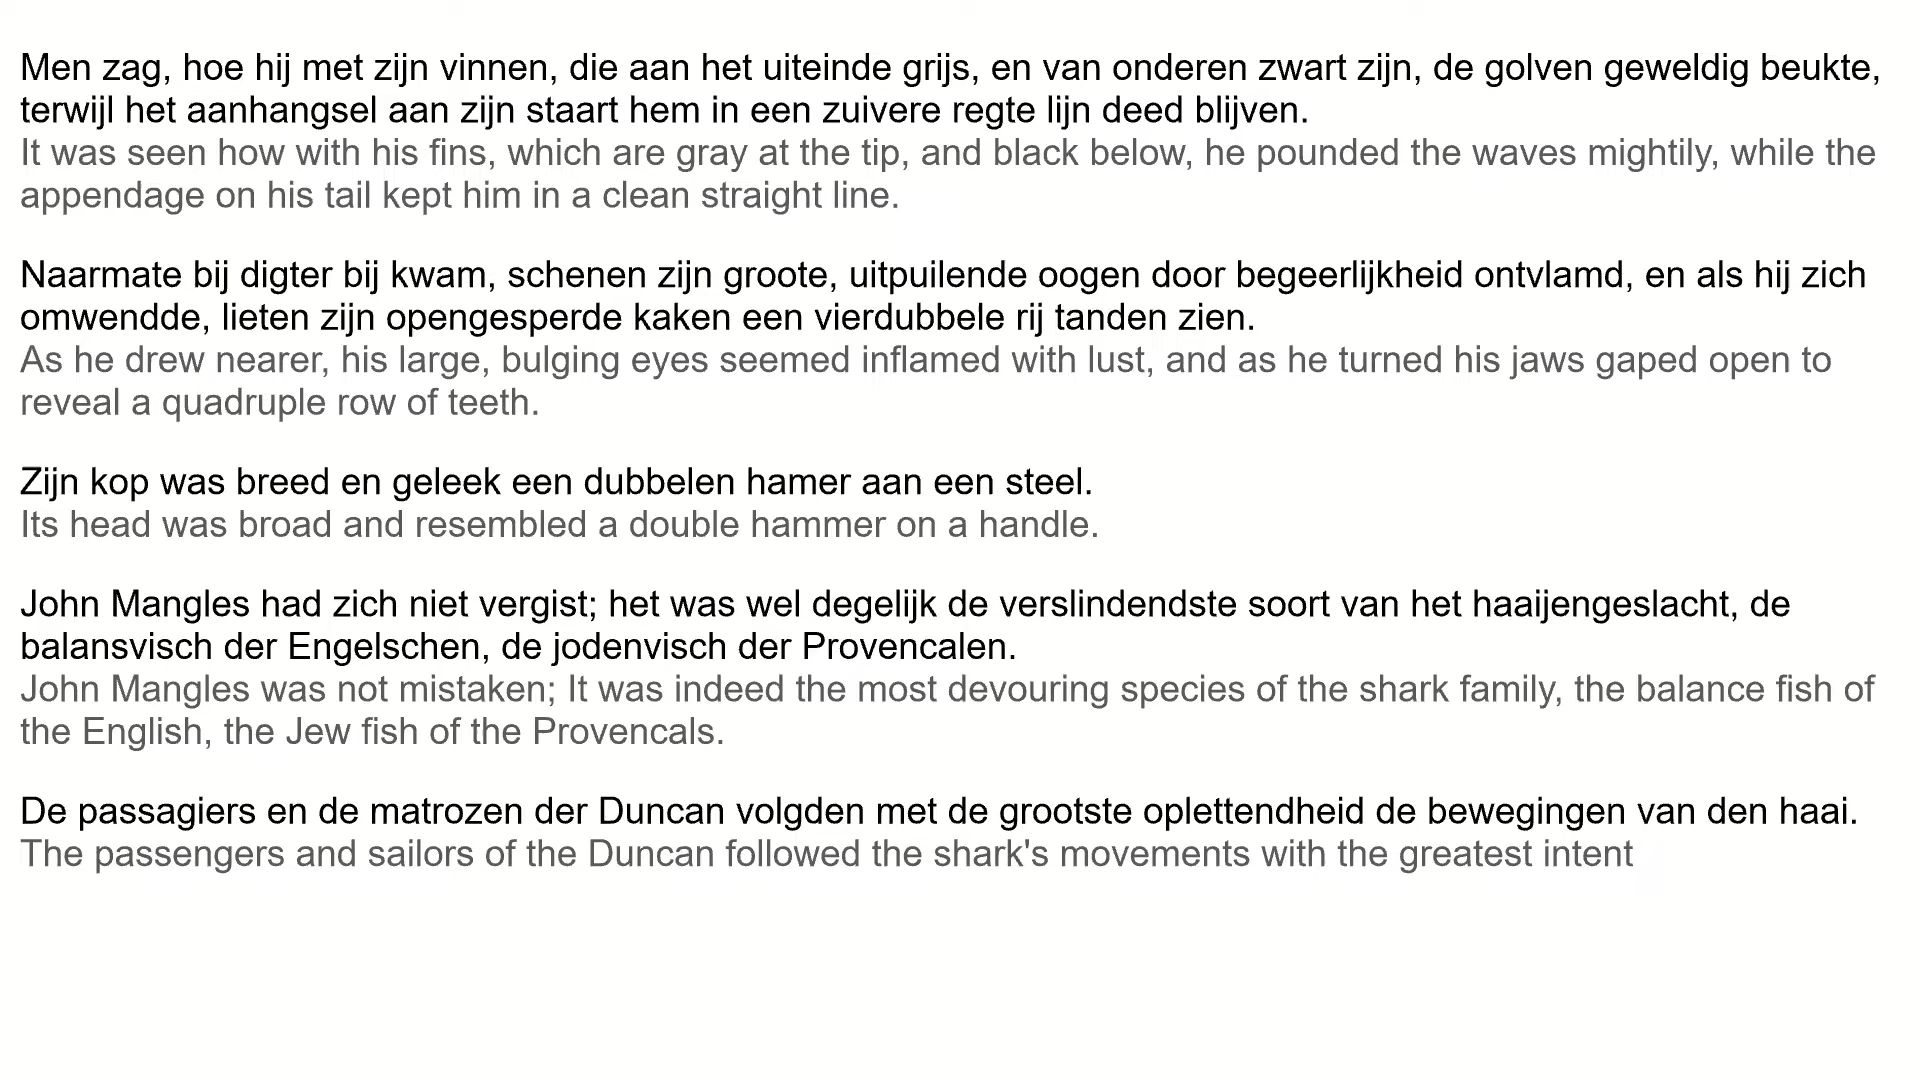 Men zag, hoe hij met zijn vinnen, die aan het uiteinde grijs, en van onderen zwart zijn, de golven geweldig beukte,
terwijl het aanhangsel aan zijn staart hem in een zuivere regte lijn deed blijven.
It was seen how with his fins, which are gray at the tip, and black below, he pounded the waves mightily, while the
appendage on his tail kept him in a clean straight line.
Naarmate bij digter bij kwam, schenen zijn groote, uitpuilende oogen door begeerlijkheid ontvlamd, en als hij zich
omwendde, lieten zijn opengesperde kaken een vierdubbele rij tanden zien.
As he drew nearer, his large, bulging eyes seemed inflamed with lust, and as he turned his jaws gaped open to
reveal a quadruple row of teeth.
Zijn kop was breed en geleek een dubbelen hamer aan een steel.
Its head was broad and resembled a double hammer on a handle.
John Mangles had zich niet vergist; het was wel degelijk de verslindendste soort van het haaijengeslacht, de
balansvisch der Engelschen, de jodenvisch der Provencalen.
John Mangles was not mistaken; It was indeed the most devouring species of the shark family, the balance fish of
the English, the Jew fish of the Provencals.
De passagiers en de matrozen der Duncan volgden met de grootste oplettendheid de bewegingen van den haai.
The passengers and sailors of the Duncan followed the shark's movements with the greatest intent